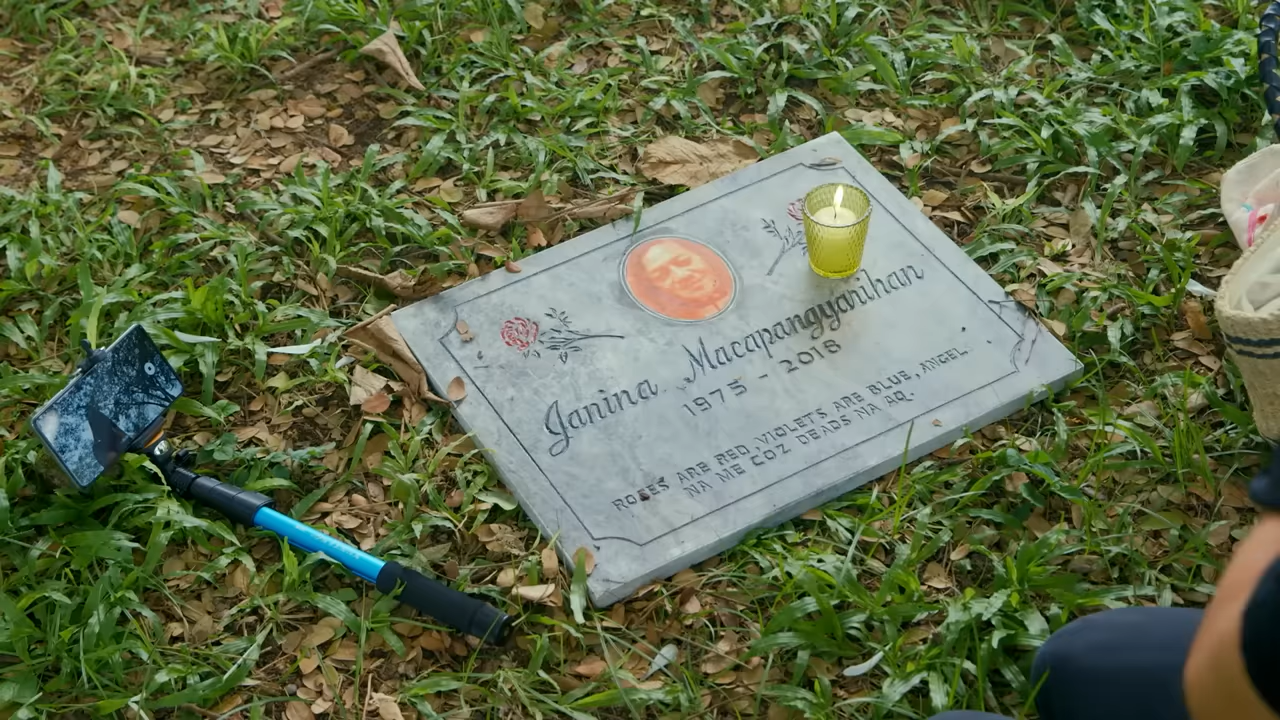 Janina Macapangyarihan
1975 - 2018
ROSES ARE RED, VIOLETS ARE BLUE, ANGEL
NA ME COZ DEADS NA AQ.